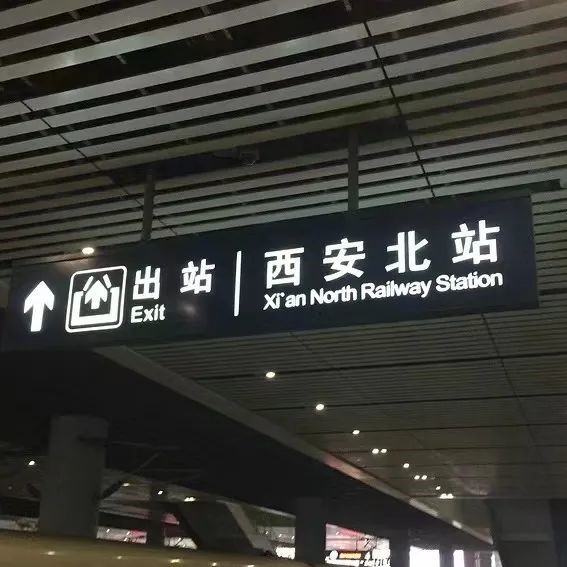 出站
Exit
西安北站
Xi'an North Railway Station